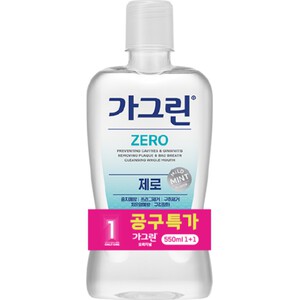 가그린®
ZERO
PREVENTING CAVITIES & GINGIVITIS
REMOVING PLAQUE & BAD BREATH
CLEANSING WHOLE MOUTH
MILD
MINT
제로
1
공구특가
가그린
550ml 1+1